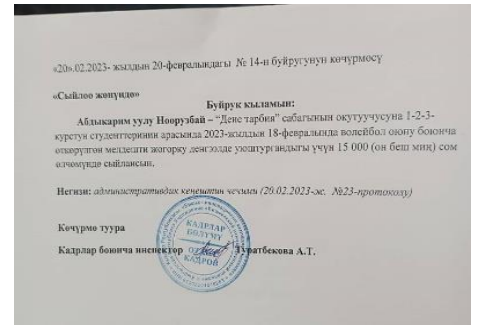 «20».02.2023- жылдын 20-февралындагы № 14-п буйругунун көчүрмөсү
«Сыйлоо жөнүндө»
Буйрук кыламын:
Абдыкарим уулу Ноорузбай – “Дене тарбия” сабагынын окутуучусуна 1-2-3-
курстун студенттеринин арасында 2023-жылдын 18-февралында волейбол оюну боюнча
өткөрүлгөн мелдешти жогорку деңгээлде уюштургандыгы үчүн 15 000 (он беш миң) сом
өлчөмүндө сыйлансын.
Негизи: административдик кеңештин чечими (20.02.2023-ж. №23-протоколу)
Көчүрмө туура
КАДРЛАР
БӨЛҮМҮ
Кадрлар боюнча инспектор Туратбекова А.Т.
ОТДЕЛ
КАДРОВ